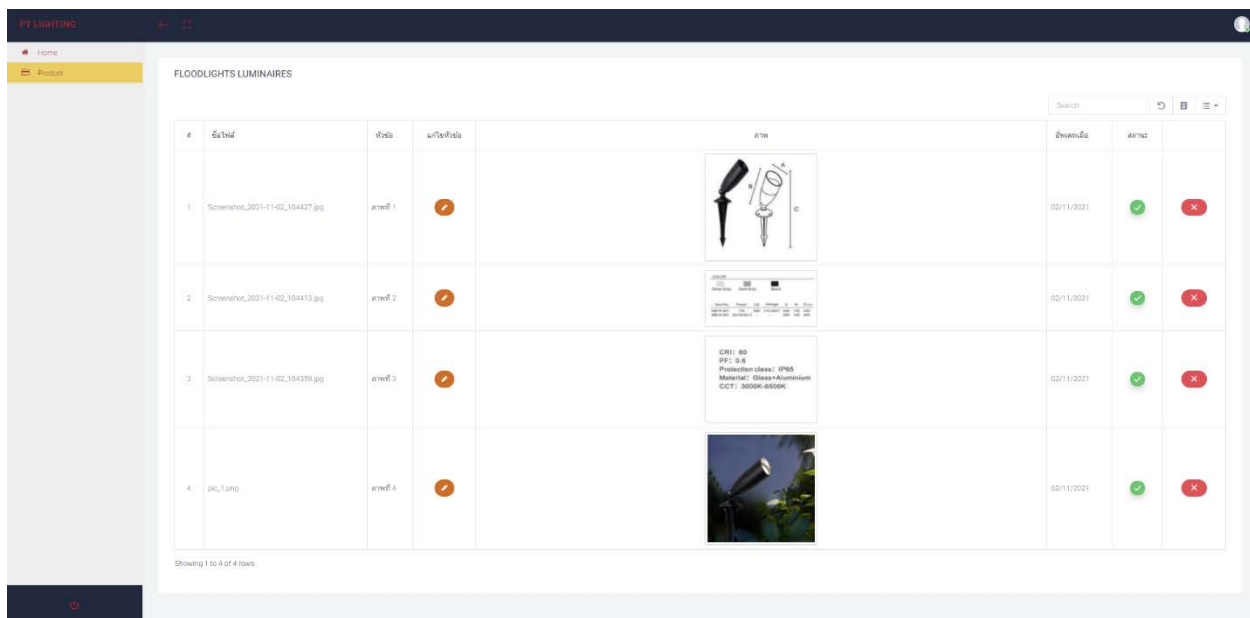 PT LIGHTING
Home
Product
FLOODLIGHTS LUMINAIRES
Search
# ชื่อไฟล์ หัวข้อ แก้ไขหัวข้อ ภาพ อัพเดทเมื่อ สถานะ
A
B
C
1 Screenshot_2021-11-02_104427.jpg ภาพที่ 1 02/11/2021
2 Screenshot_2021-11-02_104413.jpg ภาพที่ 2 02/11/2021
CRI: 80
PF: 0.6
Protection class: IP65
Material: Glass+Aluminium
CCT: 3000K-6500K
3 Screenshot_2021-11-02_104359.jpg ภาพที่ 3 02/11/2021
4 pic_1.png ภาพที่ 4 02/11/2021
Showing 1 to 4 of 4 rows